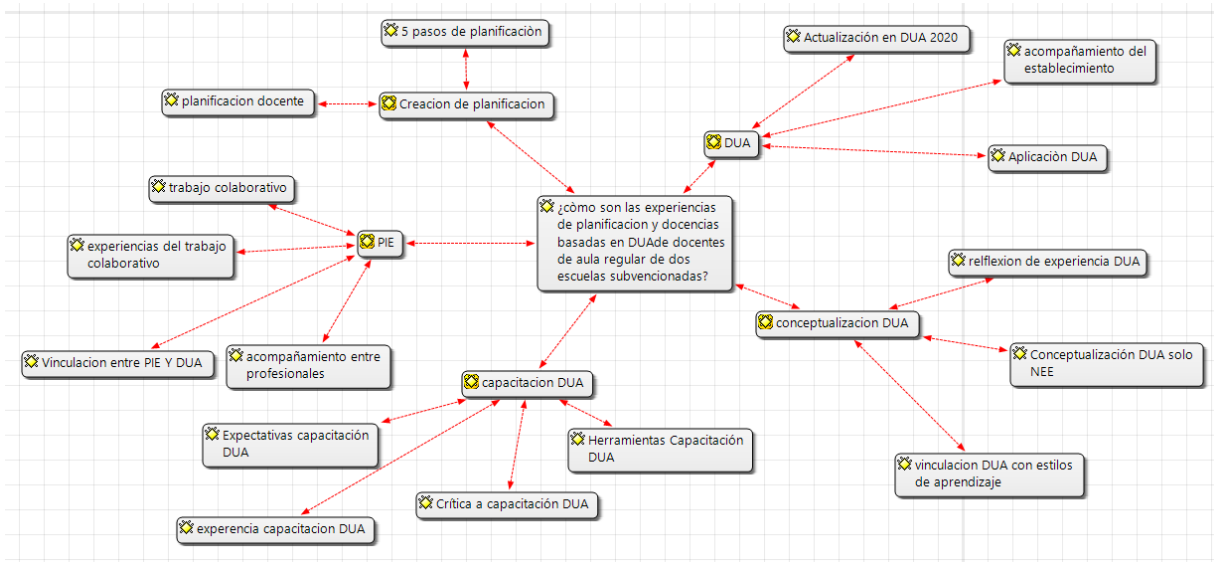 5 pasos de planificaciòn
Actualización en DUA 2020
acompañamiento del
establecimiento
planificacion docente
Creacion de planificacion
DUA
Aplicaciòn DUA
trabajo colaborativo
¿còmo son las experiencias
de planificacion y docencias
basadas en DUAde docentes
de aula regular de dos
escuelas subvencionadas?
experiencias del trabajo
colaborativo
PIE
relflexion de experiencia DUA
conceptualizacion DUA
Vinculacion entre PIE Y DUA
acompañamiento entre
profesionales
Conceptualización DUA solo
NEE
capacitacion DUA
Expectativas capacitación
DUA
Herramientas Capacitación
DUA
vinculacion DUA con estilos
de aprendizaje
Crítica a capacitación DUA
experencia capacitacion DUA